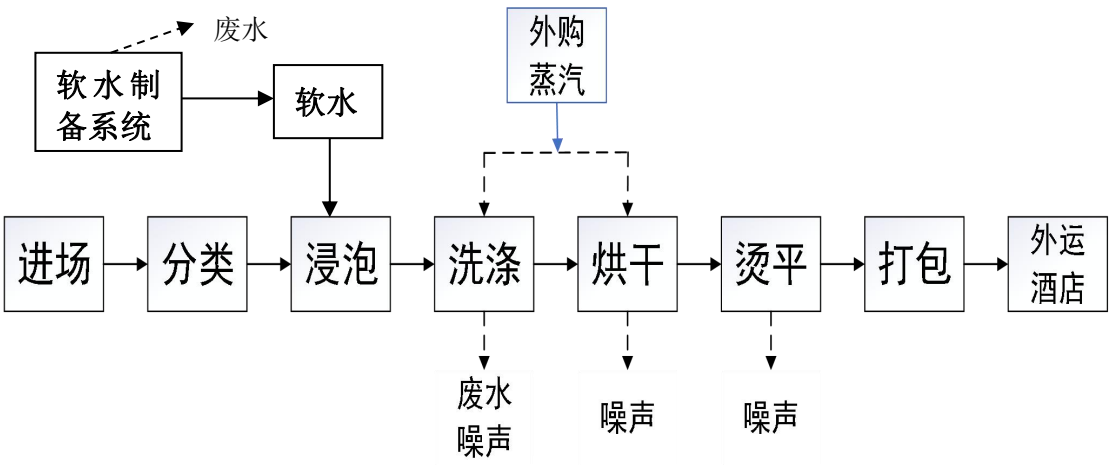 废水
外购
蒸汽
软水制
备系统
软水
进场
分类
浸泡
洗涤
烘干
烫平
打包
外运
酒店
废水
噪声
噪声
噪声